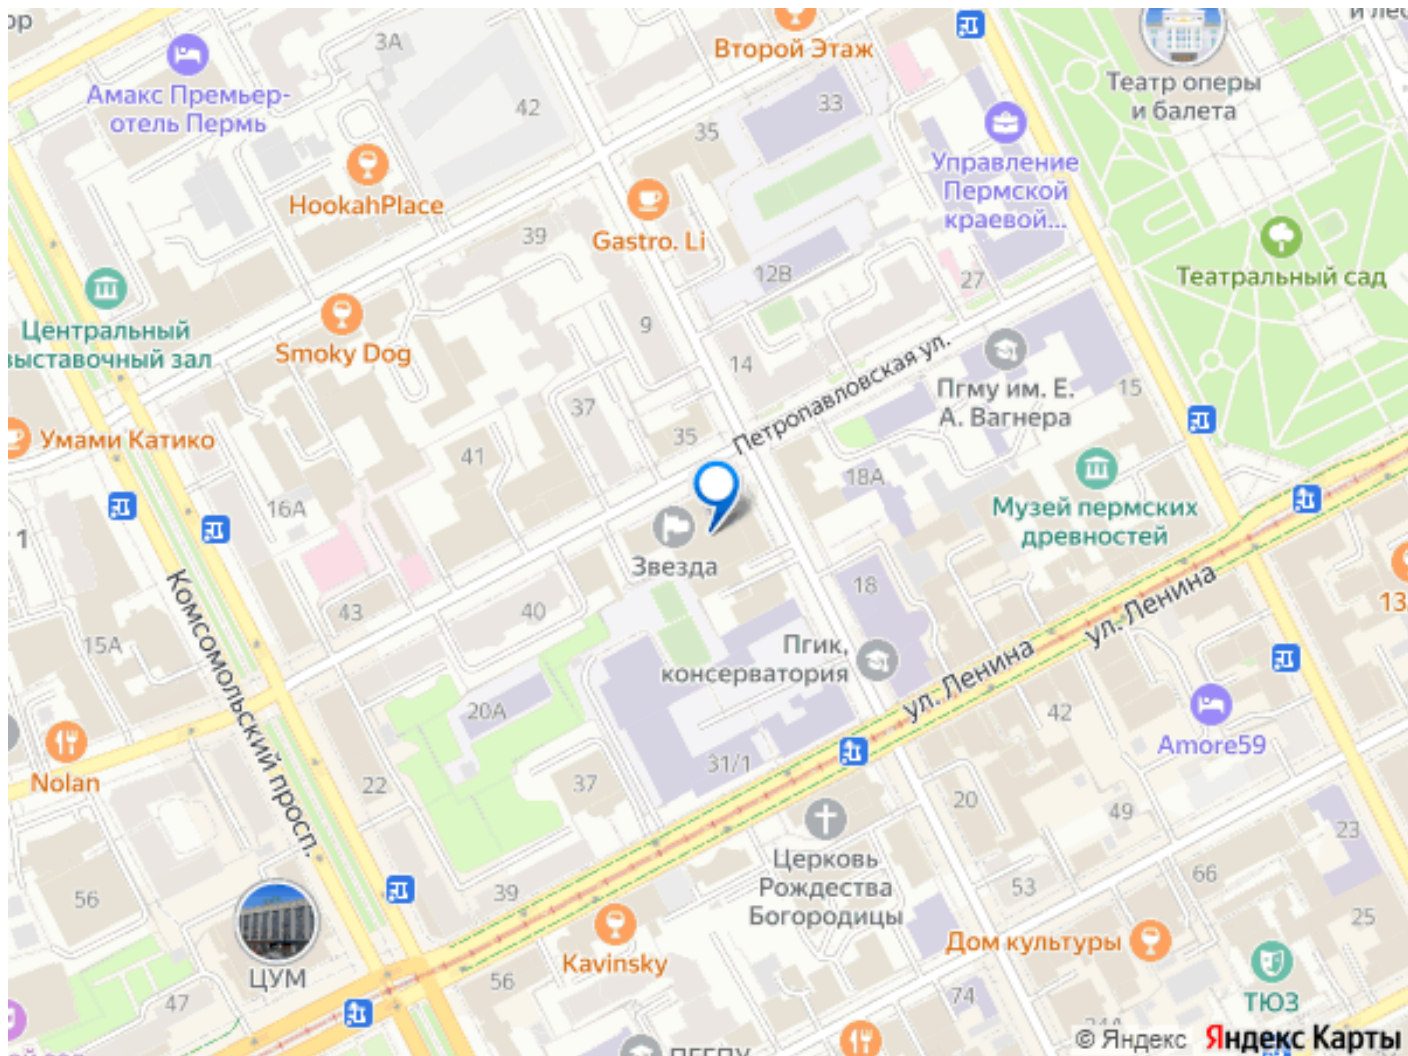 ор
3А
Второй Этаж
Театр оперы
и балета
Амакс Премьер-
отель Пермь
42
33
35
Управление
Пермской
краевой...
HookahPlace
39
Gastro. Li
12В
27
Театральный сад
Центральный
выставочный зал
Smoky Dog
9
14
Петропавловская ул.
Пгму им. Е.
А. Вагнера
15
37
35
Умами Катико
41
18А
16А
Музей пермских
древностей
1
Звезда
Комсомольский просп.
43
40
18
ул. Ленина
13
15А
Пгик,
консерватория
ул. Ленина
20А
42
Amore59
Nolan
22
37
31/1
20
49
23
Церковь
Рождества
Богородицы
56
39
53
66
25
Kavinsky
Дом культуры
ЦУМ
56
47
74
ТЮЗ
© Яндекс Яндекс Карты